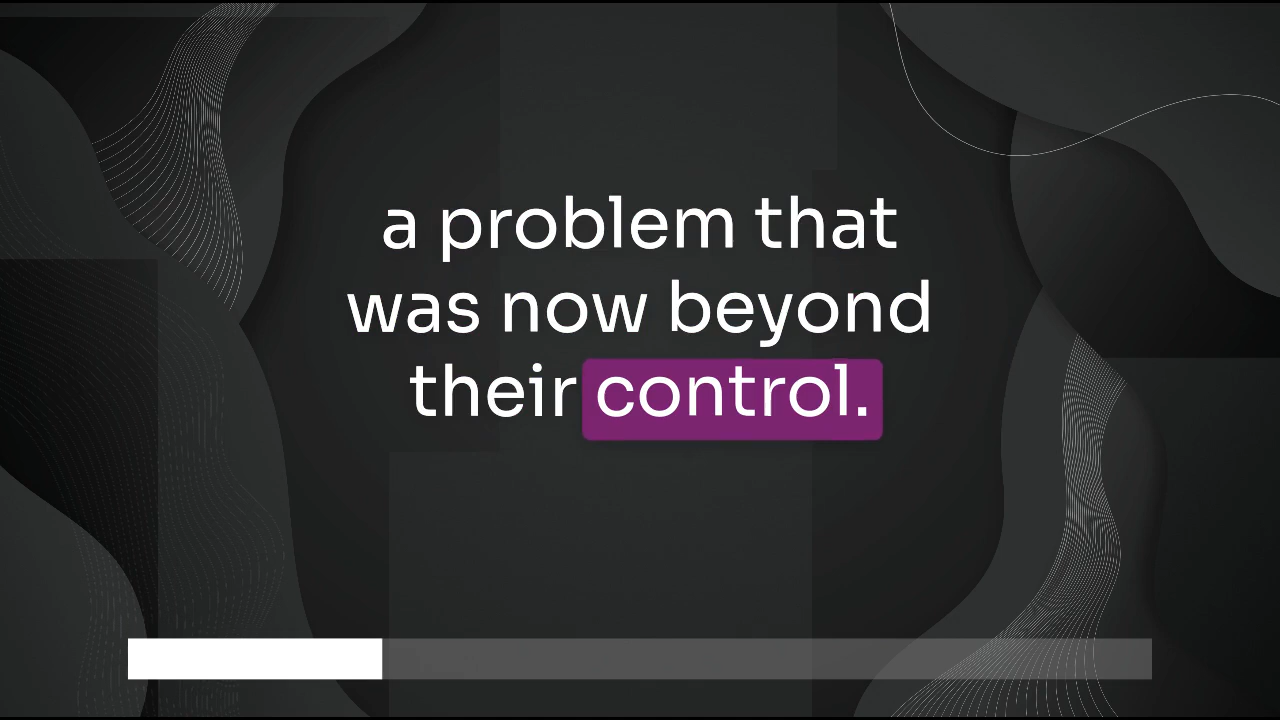 a problem that
was now beyond
their control.